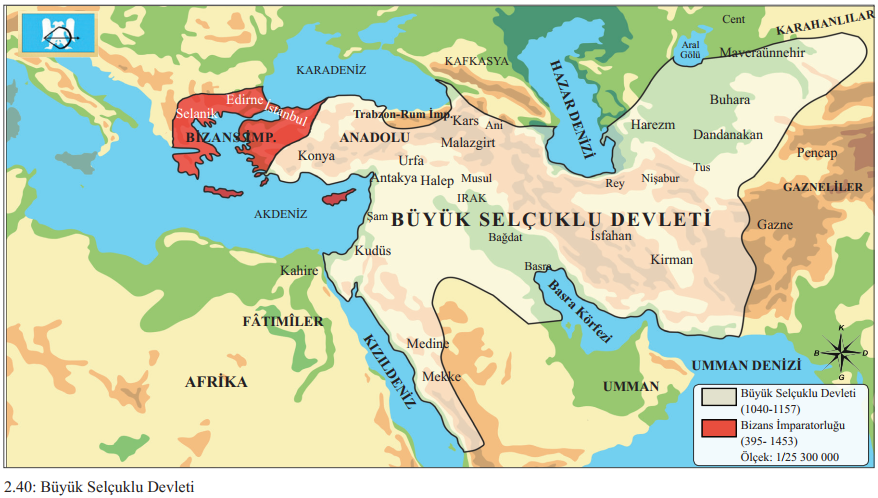 Cent
KARAHANLILAR
Aral
Gölü
Maveraünnehir
KARADENİZ
KAFKASYA
HAZAR DENİZİ
Buhara
Edirne
Selanik
İstanbul
Trabzon-Rum İmp.
Kars
Ani
Harezm
Dandanakan
BİZANS İMP.
ANADOLU
Malazgirt
Konya
Urfa
Pencap
Tus
Antakya
Halep
Musul
Rey
Nişabur
GAZNELİLER
IRAK
AKDENİZ
Şam
BÜYÜK SELÇUKLU DEVLETİ
Gazne
Bağdat
İsfahan
Kudüs
Kahire
Basra
Kirman
Basra Körfezi
FÂTIMİLER
KIZILDENİZ
Medine
Mekke
AFRİKA
UMMAN
UMMAN DENİZİ
K
B
D
G
Büyük Selçuklu Devleti
(1040-1157)
Bizans İmparatorluğu
(395- 1453)
Ölçek: 1/25 300 000
2.40: Büyük Selçuklu Devleti